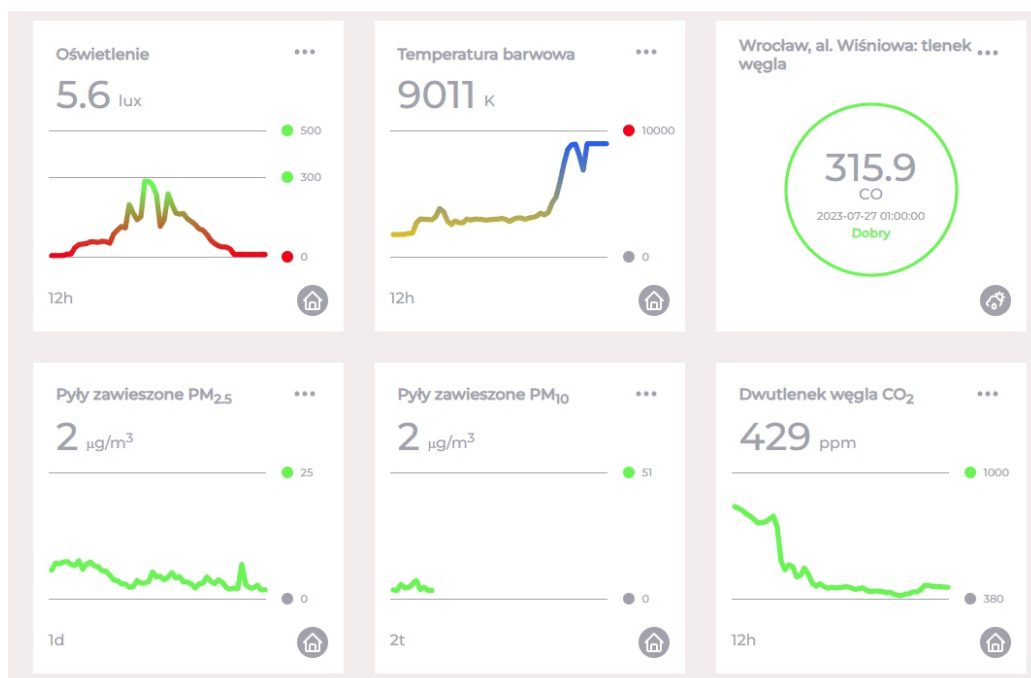 Oświetlenie
5.6 lux
500
300
0
12h
Temperatura barwowa
9011 K
10000
0
12h
Wrocław, al. Wiśniowa: tlenek
węgla
315.9
CO
2023-07-27 01:00:00
Dobry
Pyły zawieszone PM2.5
2 µg/m3
25
0
1d
Pyły zawieszone PM10
2 µg/m3
51
0
2t
Dwutlenek węgla CO2
429 ppm
1000
380
12h